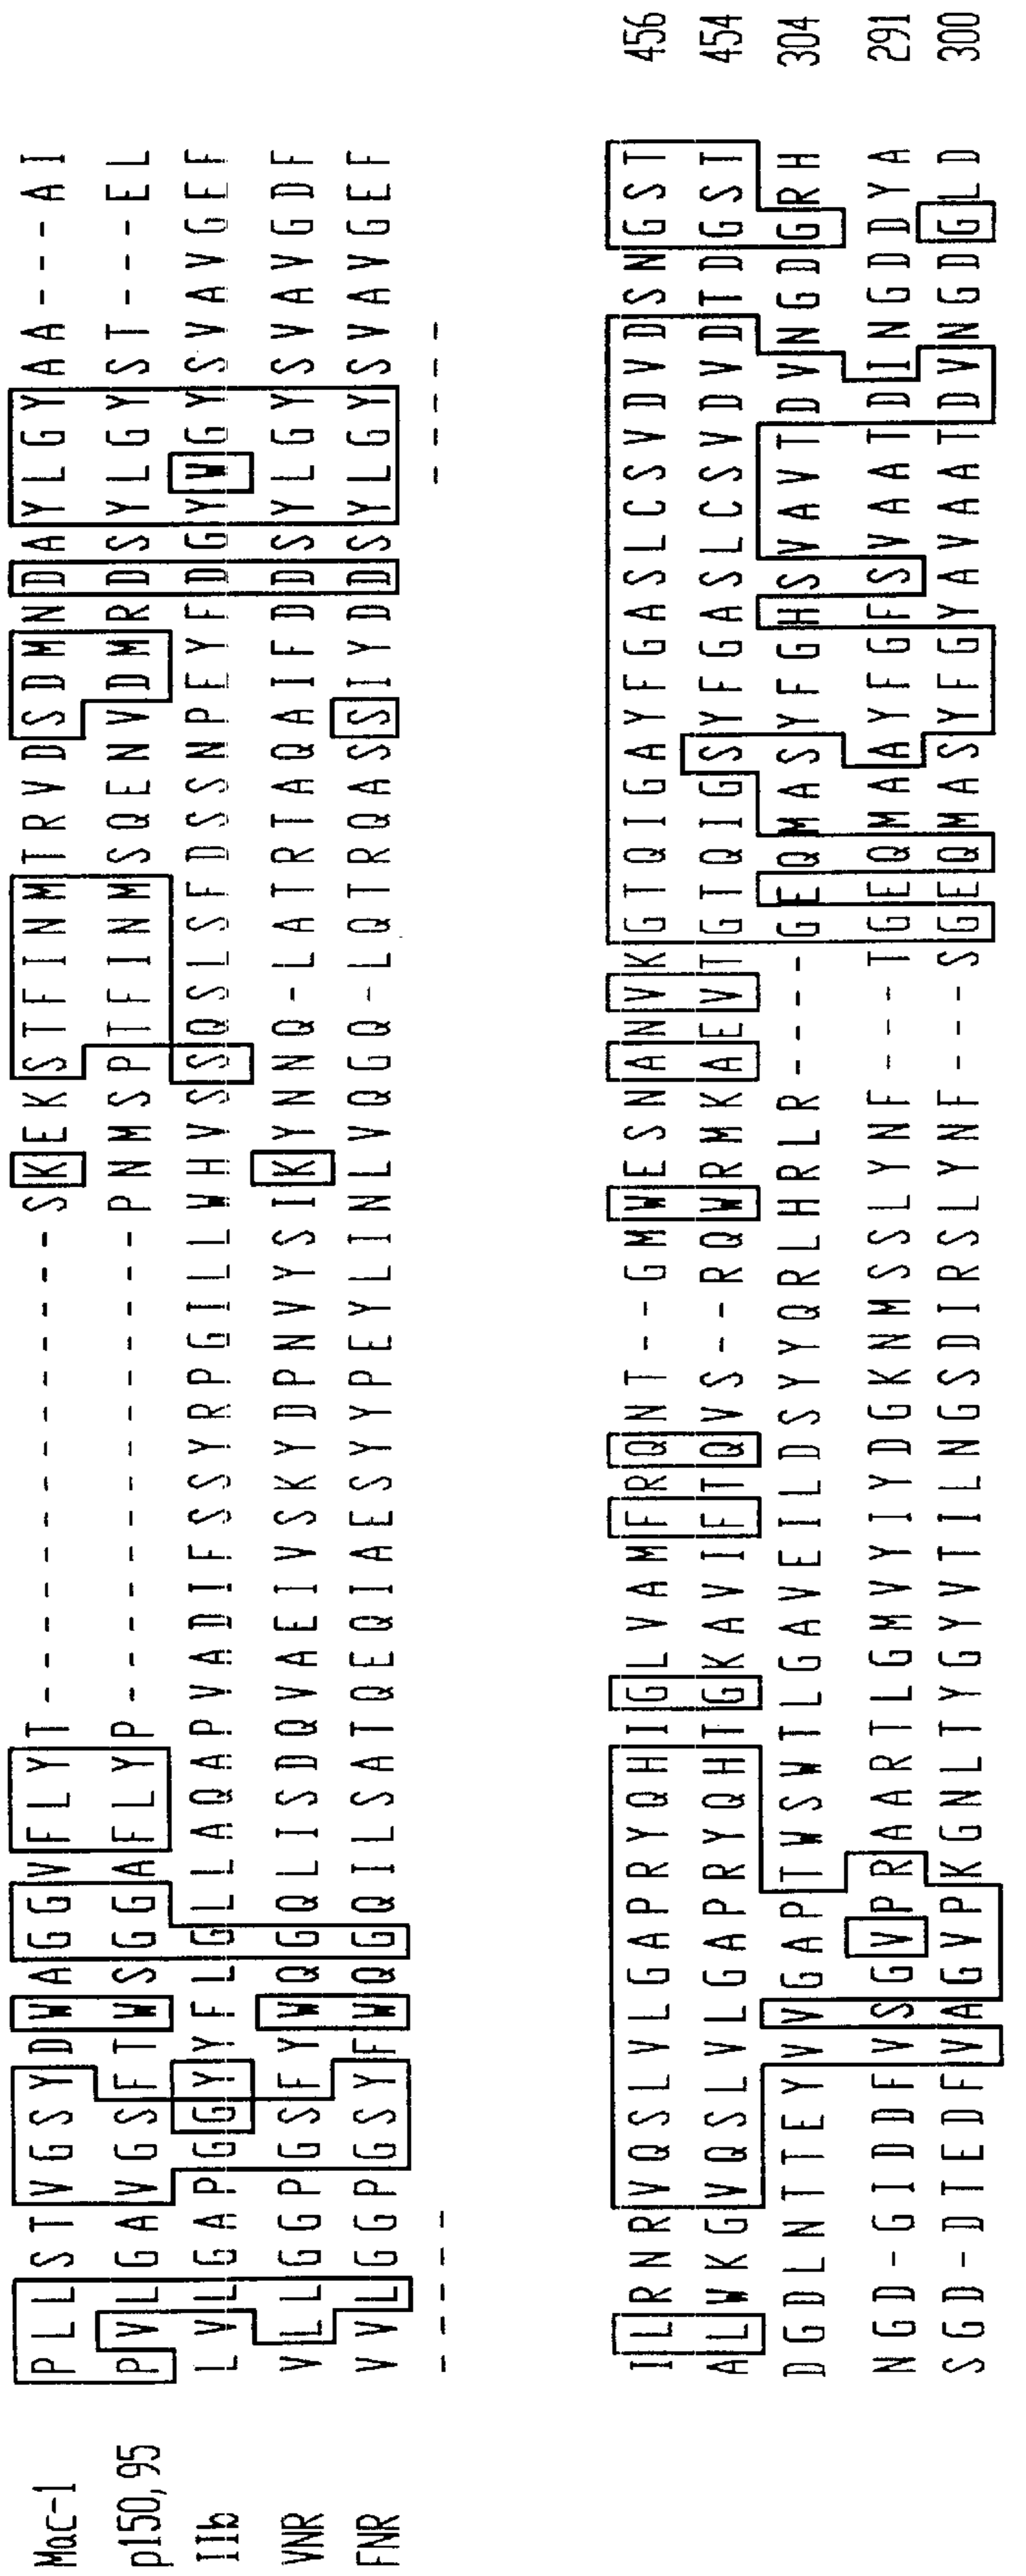 Mac-1 P L L S T V G S Y D W A G G V F L Y T - - - - - - - - - - - - - - S K E K S T F I N M T R V D S D M N D A Y L G Y A A - - - A I
p150,95 P V L G A V G S F T W S G G A F L Y P - - - - - - - - - - - - - - P N M S P T F I N M S Q E N V D M R D S Y L G Y S T - - - E L
IIb L V L G A P G G Y Y F L G L L A Q A P V A D I F S S Y R P G I L L W H V S S Q S L S F D S S N P E Y F D G Y W G Y S V A V G E F
VNR V L L G G P G S F Y W Q G Q L I S D Q V A E I V S K Y D P N V Y S I K Y N N Q - L A T R T A Q A I F D D S Y L G Y S V A V G D F
FNR V V L G G P G S Y F W Q G Q I L S A T Q E Q I A E S Y Y P E Y L I N L V Q G Q - L Q T R Q A S S I Y D D S Y L G Y S V A V G E F
- - - - - - - - -
I L R N R V Q S L V L G A P R Y Q H I G L V A M F R Q N T - - G M W E S N A N V K G T Q I G A Y F G A S L C S V D V D S N G S T 456
A L W K G V Q S L V L G A P R Y Q H T G K A V I F T Q V S - - R Q W R M K A E V T G T Q I G S Y F G A S L C S V D V D T D G S T 454
D G D L N T T E Y V V G A P T W S W T L G A V E I L D S Y Y Q R L H R L R - - - - G E Q M A S Y F G H S V A V T D V N G D G R H 304
N G D - G I D D F V S G V P R A A R T L G M V Y I Y D G K N M S S L Y N F - - - T G E Q M A A Y F G F S V A A T D I N G D D Y A 291
S G D - D T E D F V A G V P K G N L T Y G Y V T I L N G S D I R S L Y N F - - - S G E Q M A S Y F G Y A V A A T D V N G D G L D 300